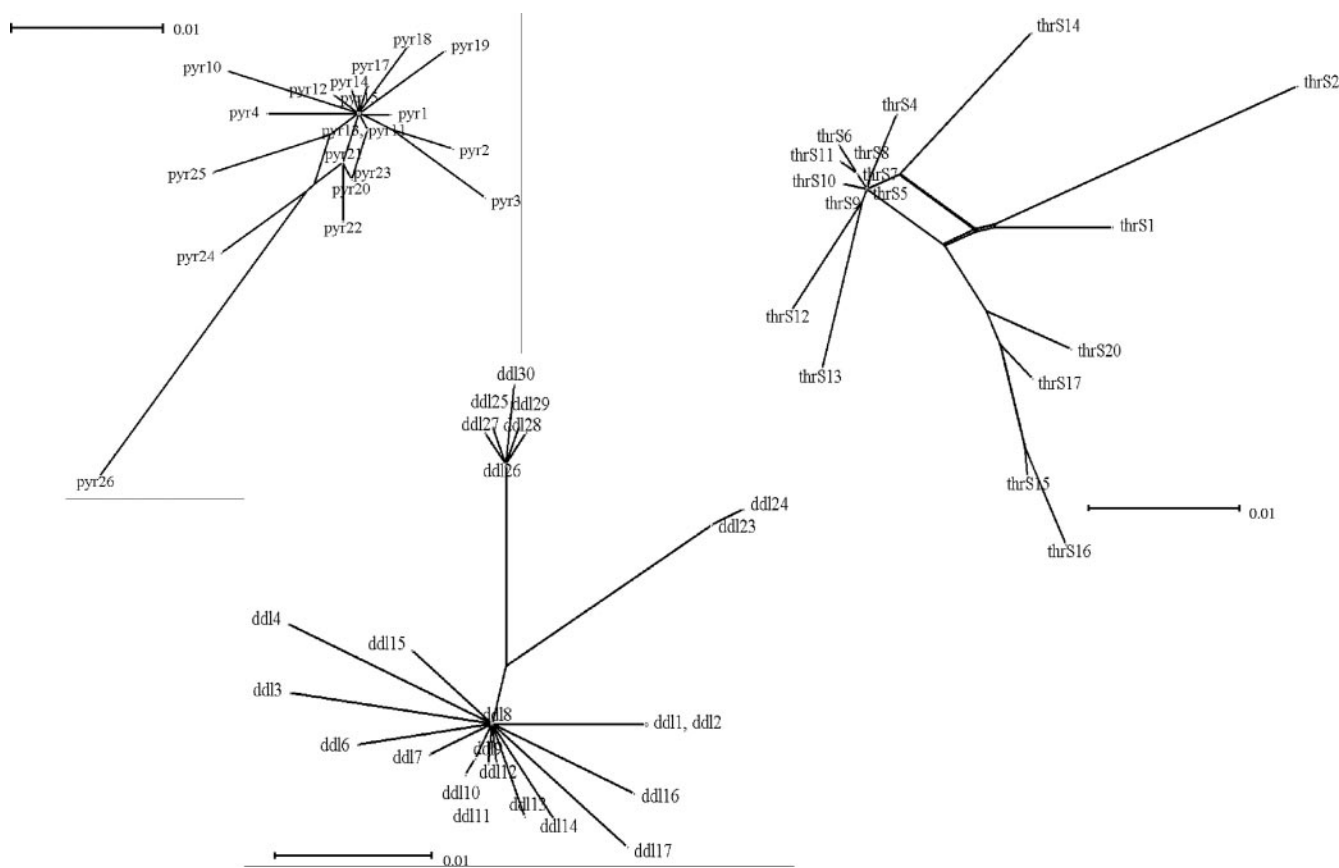 0.01
pyr18
pyr19
pyr10
pyr17
pyr14
pyr12
pyr4
pyr1
pyr13, pyr11
pyr2
pyr21
pyr25
pyr23
pyr20
pyr3
pyr22
pyr24
pyr26
thrS14
thrS2
thrS4
thrS6
thrS8
thrS11
thrS7
thrS10
thrS5
thrS9
thrS1
thrS12
thrS20
thrS13
thrS17
thrS15
thrS16
0.01
ddl30
ddl25
ddl29
ddl27
ddl28
ddl26
ddl24
ddl23
ddl4
ddl15
ddl3
ddl8
ddl1, ddl2
ddl6
ddl7
ddl9
ddl12
ddl10
ddl16
ddl11
ddl13
ddl14
ddl17
0.01